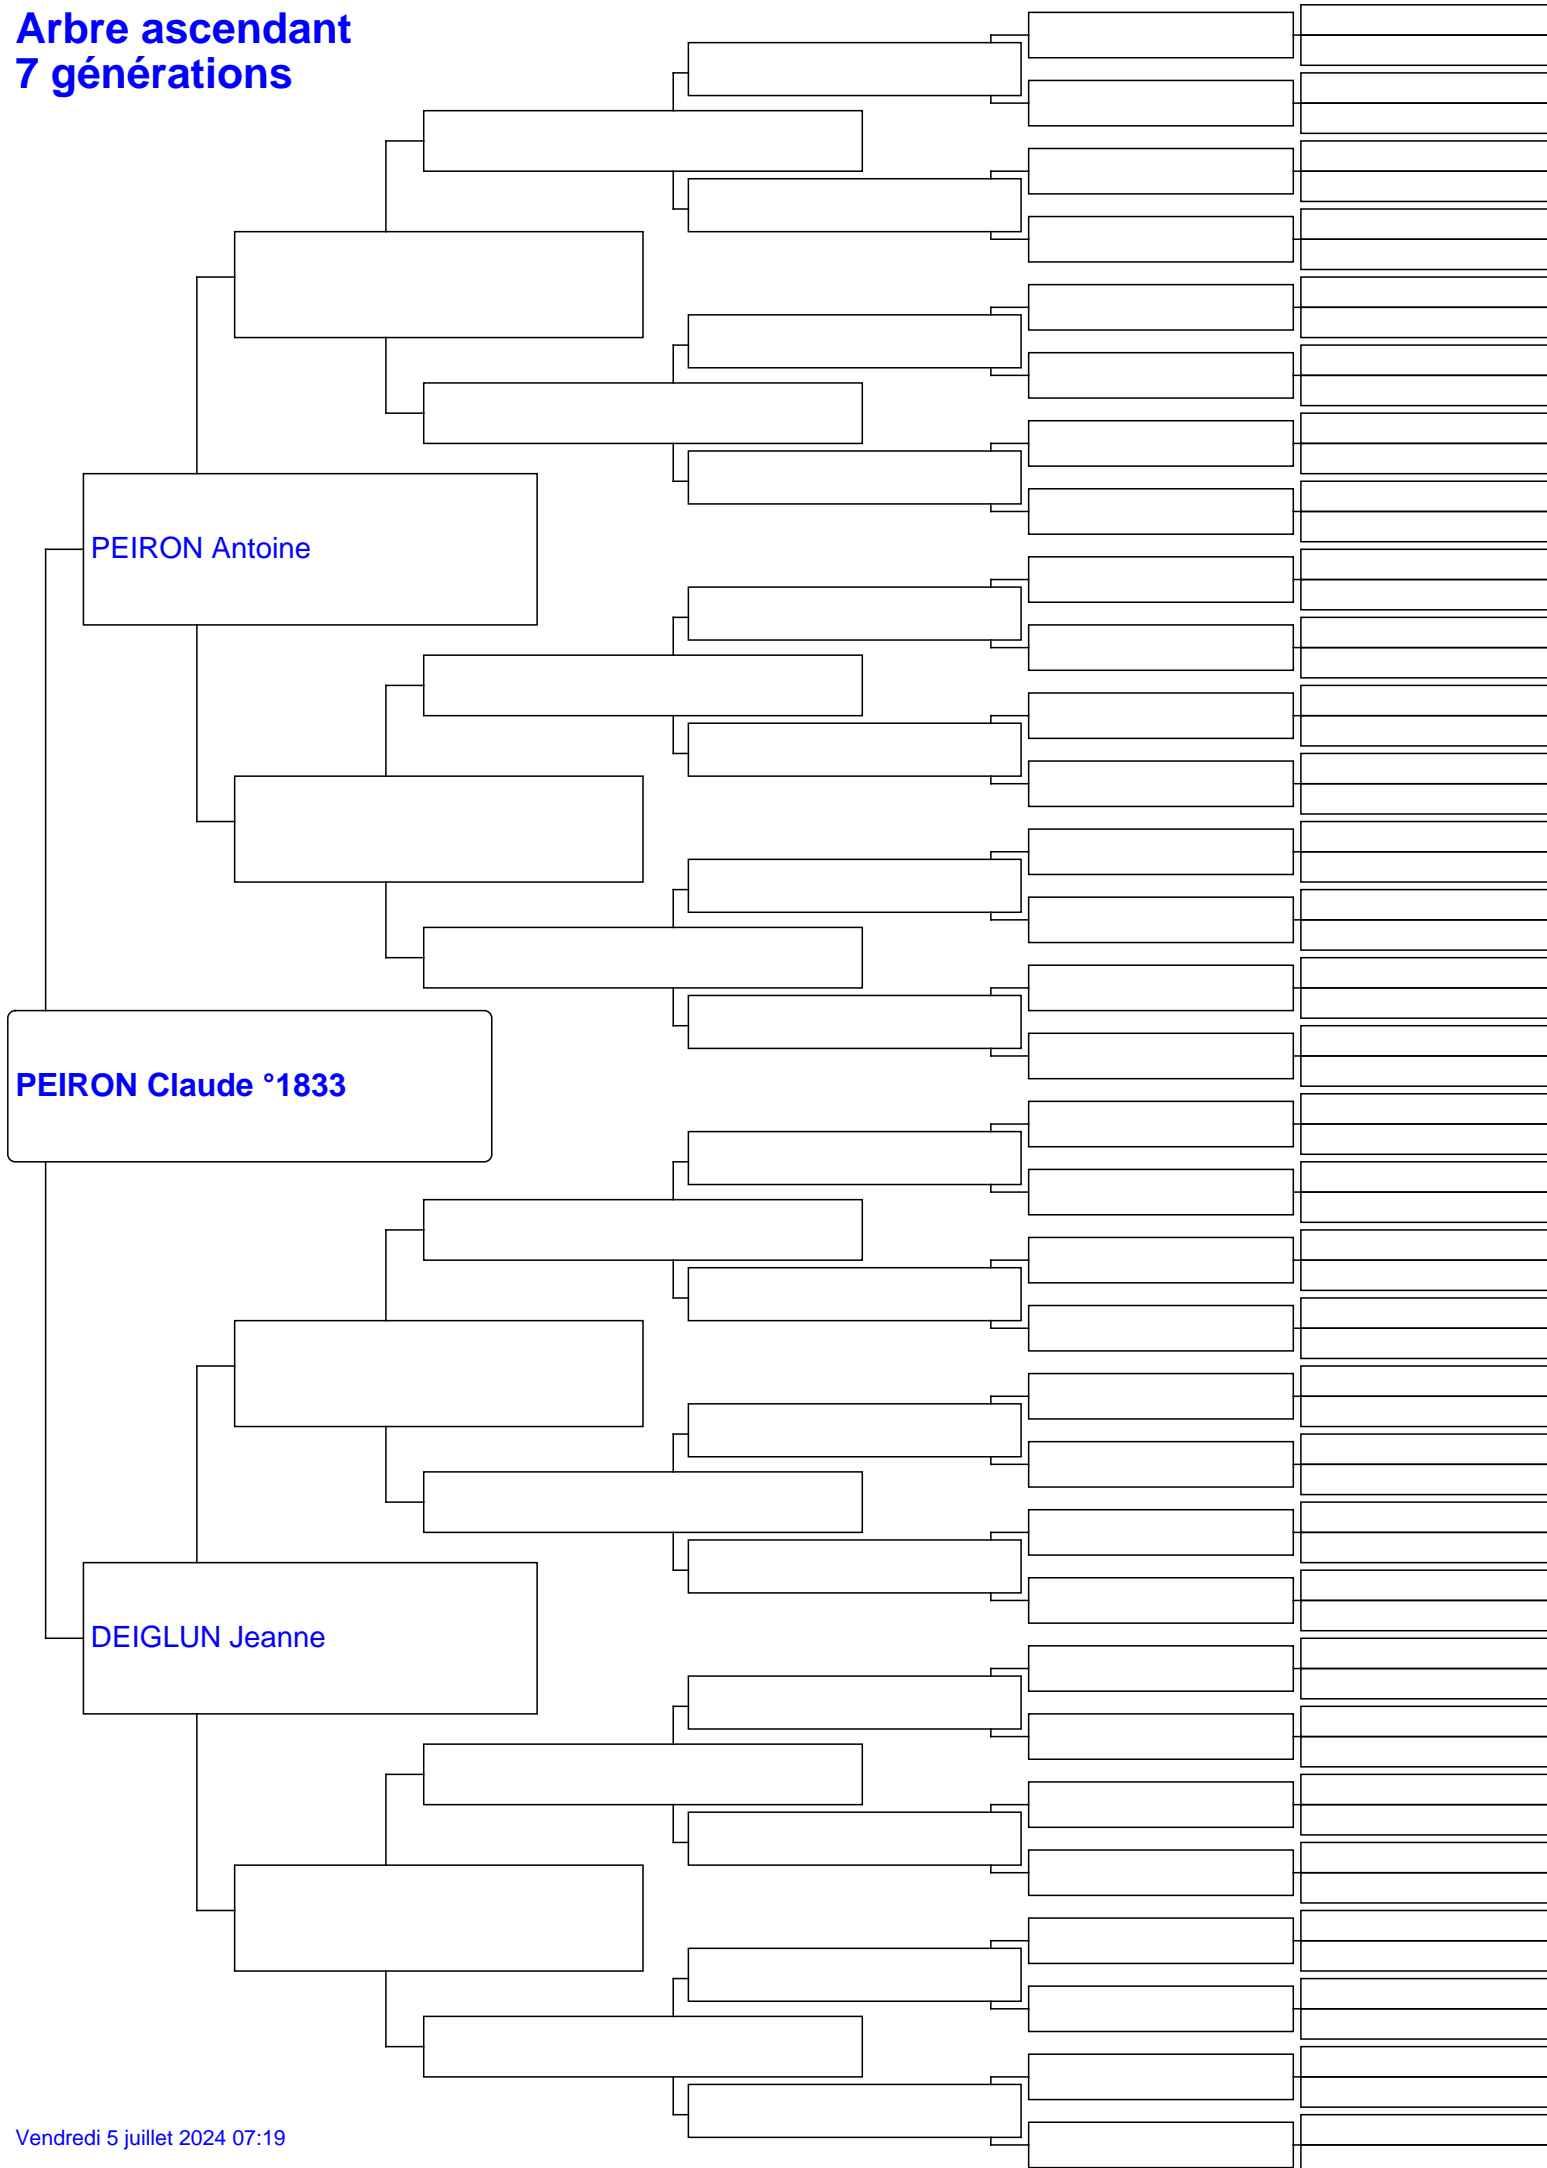 Arbre ascendant
7 générations
PEIRON Antoine
PEIRON Claude °1833
DEIGLUN Jeanne
Vendredi 5 juillet 2024 07:19